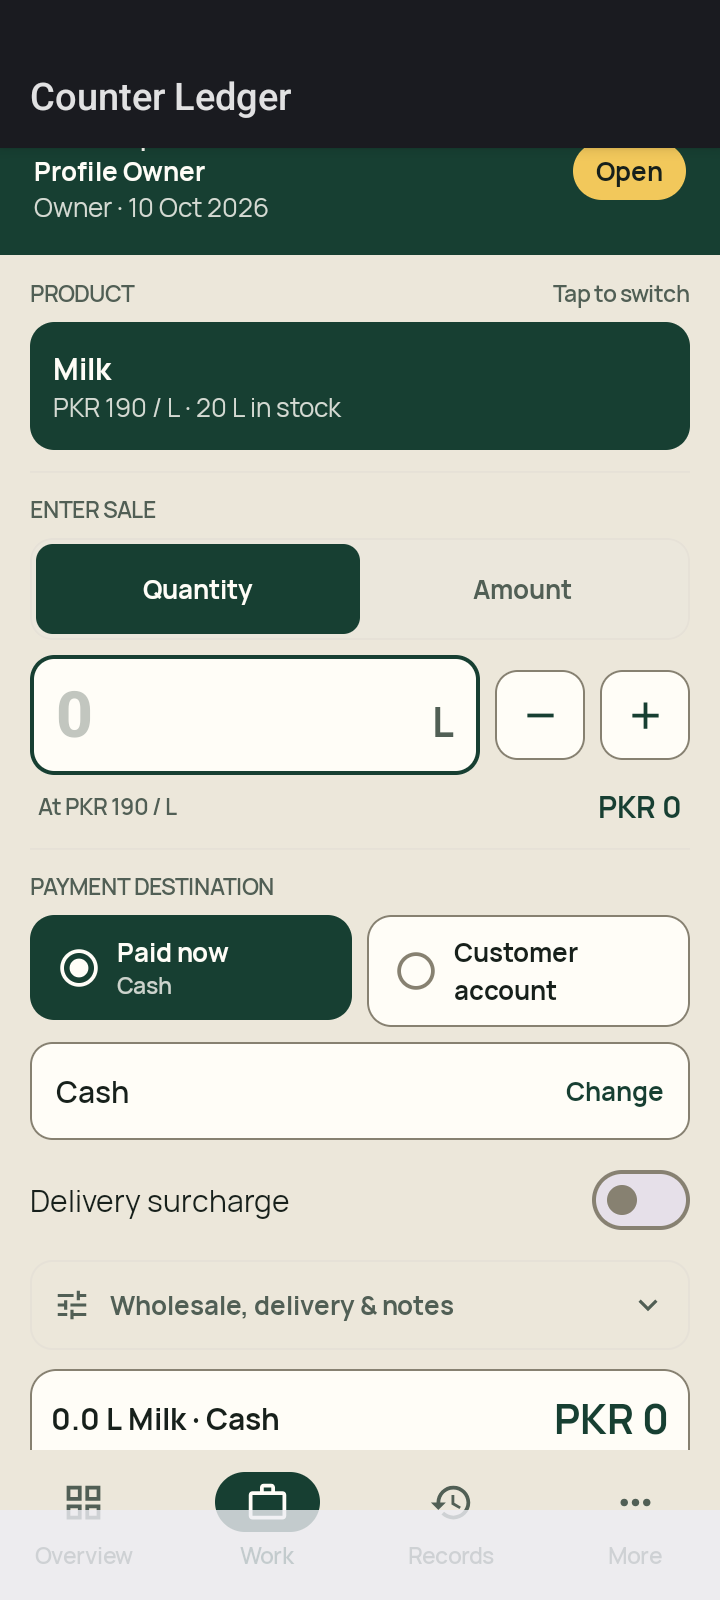 Counter Ledger
Profile Owner
Open
Owner · 10 Oct 2026
PRODUCT
Tap to switch
Milk
PKR 190 / L · 20 L in stock
ENTER SALE
Quantity
Amount
0
L
At PKR 190 / L
PKR 0
PAYMENT DESTINATION
Paid now
Cash
Customer
account
Cash
Change
Delivery surcharge
Wholesale, delivery & notes
0.0 L Milk · Cash
PKR 0
Overview
Work
Records
More